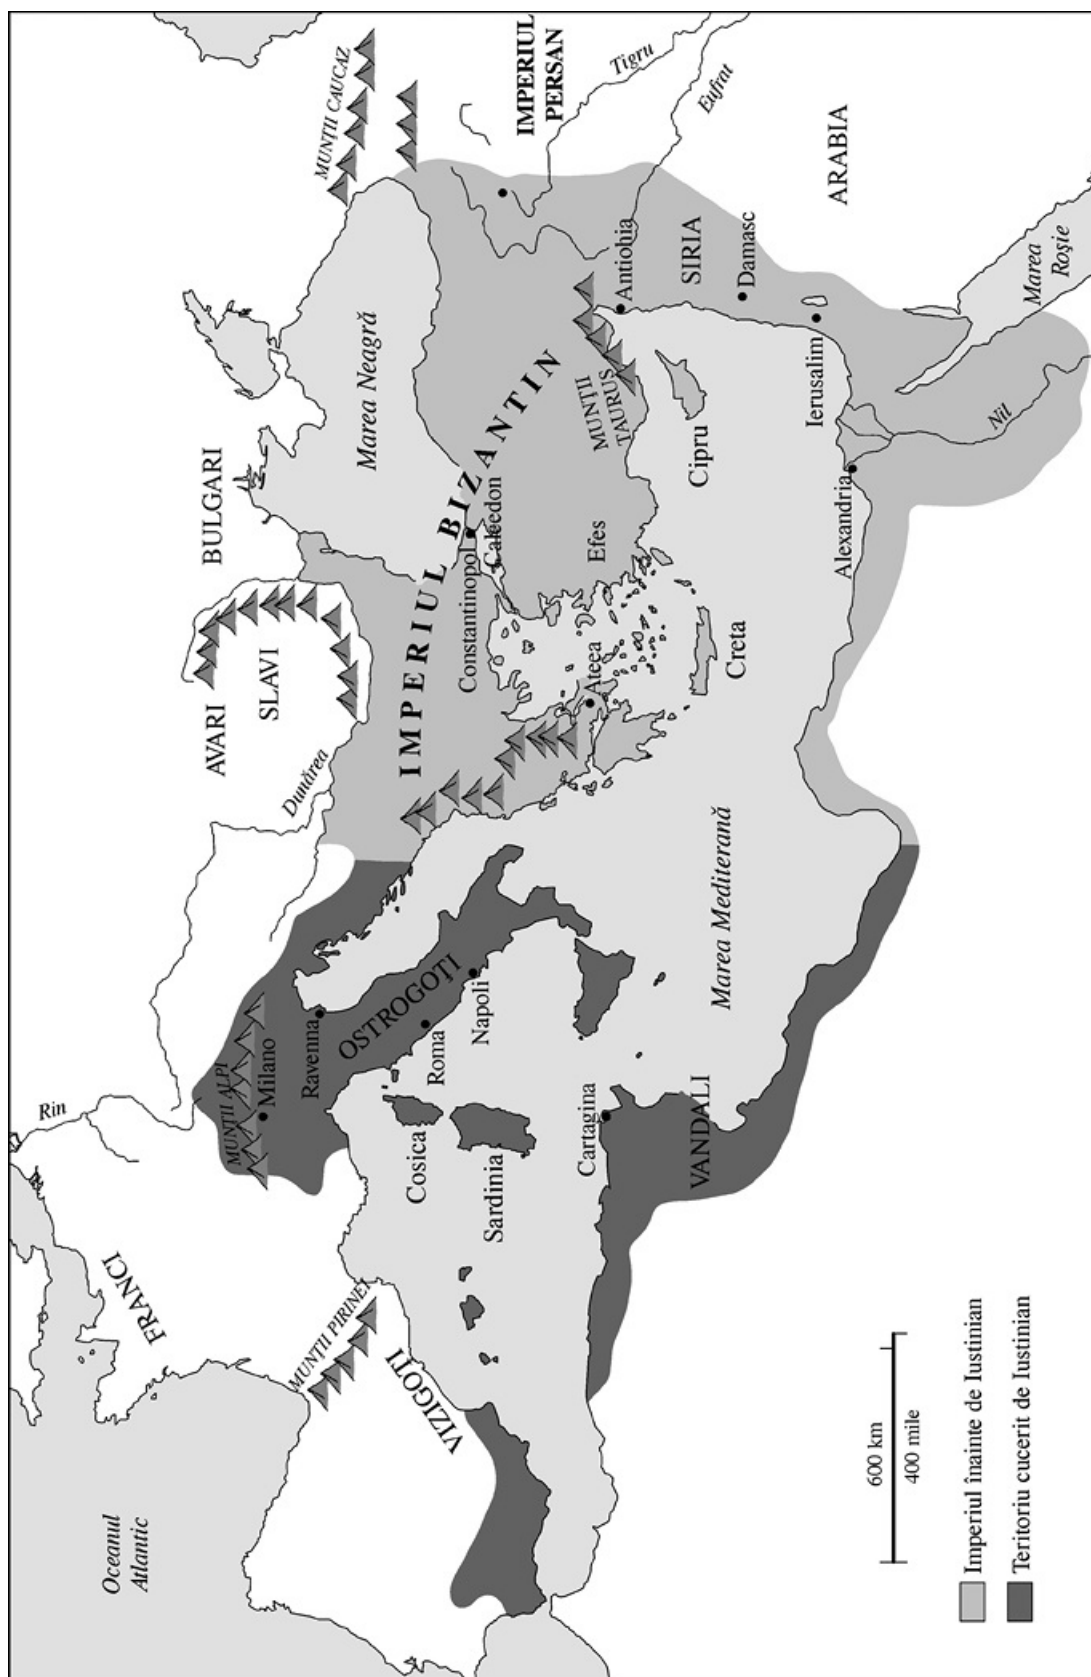 Oceanul
Atlantic
FRANCI
Rin
MUNȚII PIRINEI
VIZIGOȚI
MUNȚII ALPI
Milano
Ravenna
OSTROGOȚI
Roma
Napoli
Cosica
Sardinia
Cartagina
VANDALI
Marea Mediterană
AVARI
SLAVI
BULGARI
Dunărea
IMPERIUL BIZANTIN
Marea Neagră
Constantinopol
Calcedon
Efes
Ateea
Creta
Cipru
MUNȚII
TAURUS
MUNȚII CAUCAZ
IMPERIUL
PERSAN
Tigru
Eufrat
Antiohia
SIRIA
Damasc
ARABIA
Ierusalim
Alexandria
Nil
Marea
Roșie
600 km
400 mile
Imperiul înainte de Iustinian
Teritoriu cucerit de Iustinian